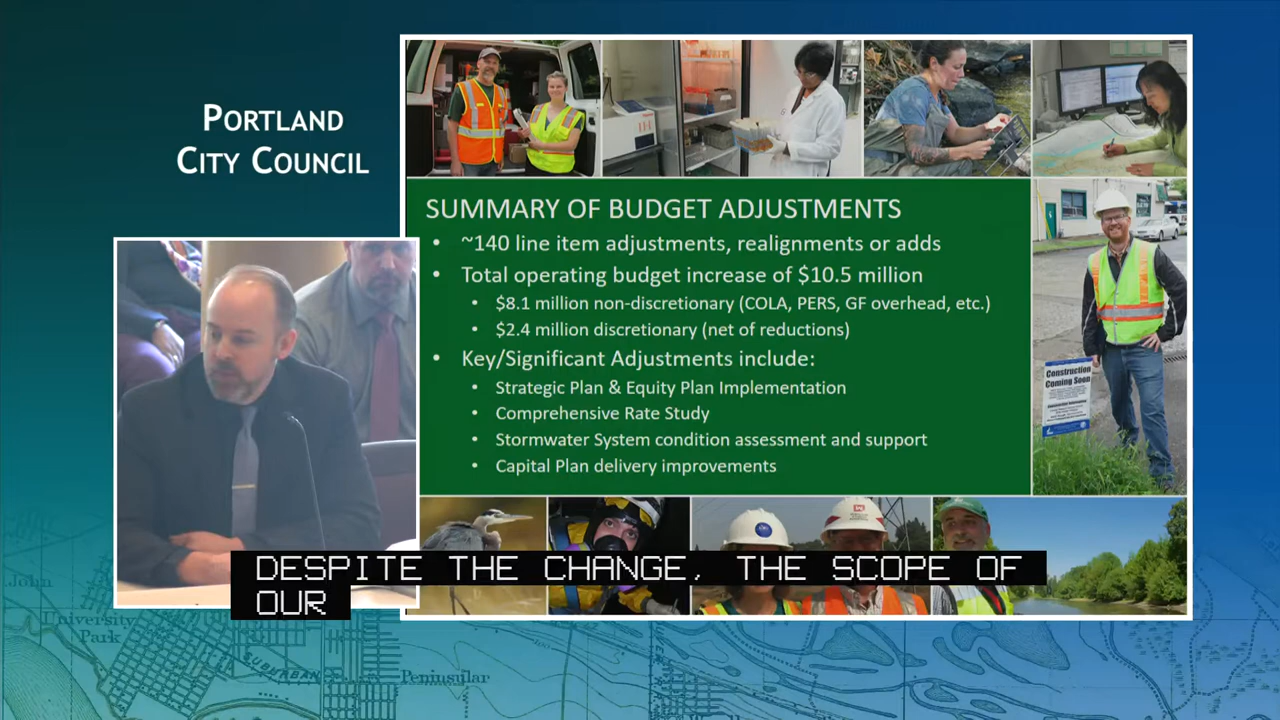 PORTLAND
CITY COUNCIL
SUMMARY OF BUDGET ADJUSTMENTS
• ~140 line item adjustments, realignments or adds
• Total operating budget increase of $10.5 million
• $8.1 million non-discretionary (COLA, PERS, GF overhead, etc.)
• $2.4 million discretionary (net of reductions)
• Key/Significant Adjustments include:
• Strategic Plan & Equity Plan Implementation
• Comprehensive Rate Study
• Stormwater System condition assessment and support
• Capital Plan delivery improvements
Construction
Coming Soon
DESPITE THE CHANGE, THE SCOPE OF
OUR
John
University
Park
SUBURBAN
Peninsular